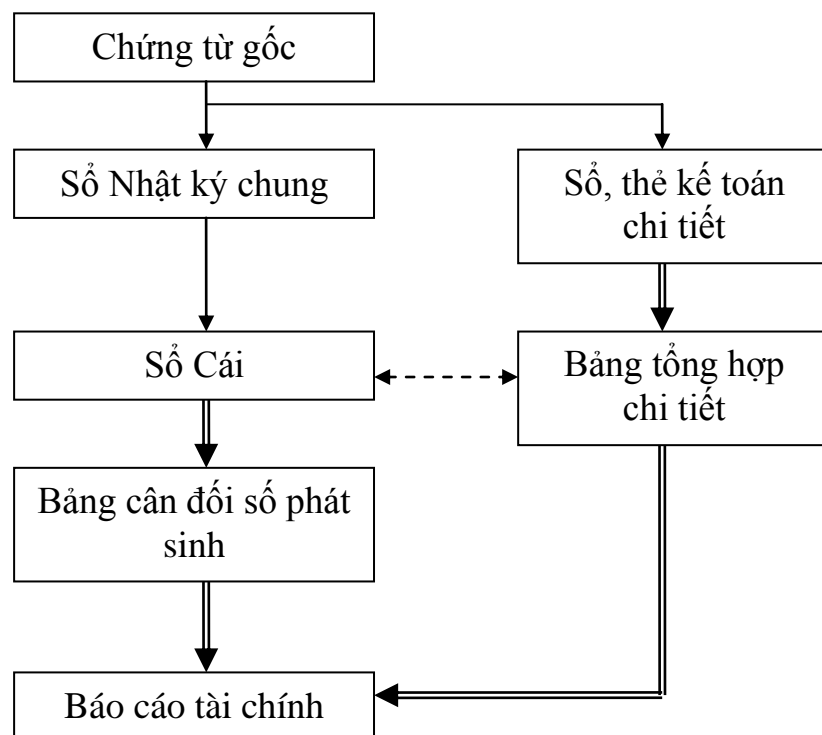 Chứng từ gốc
Sổ Nhật ký chung
Sổ, thẻ kế toán
chi tiết
Sổ Cái
Bảng tổng hợp
chi tiết
Bảng cân đối số phát
sinh
Báo cáo tài chính